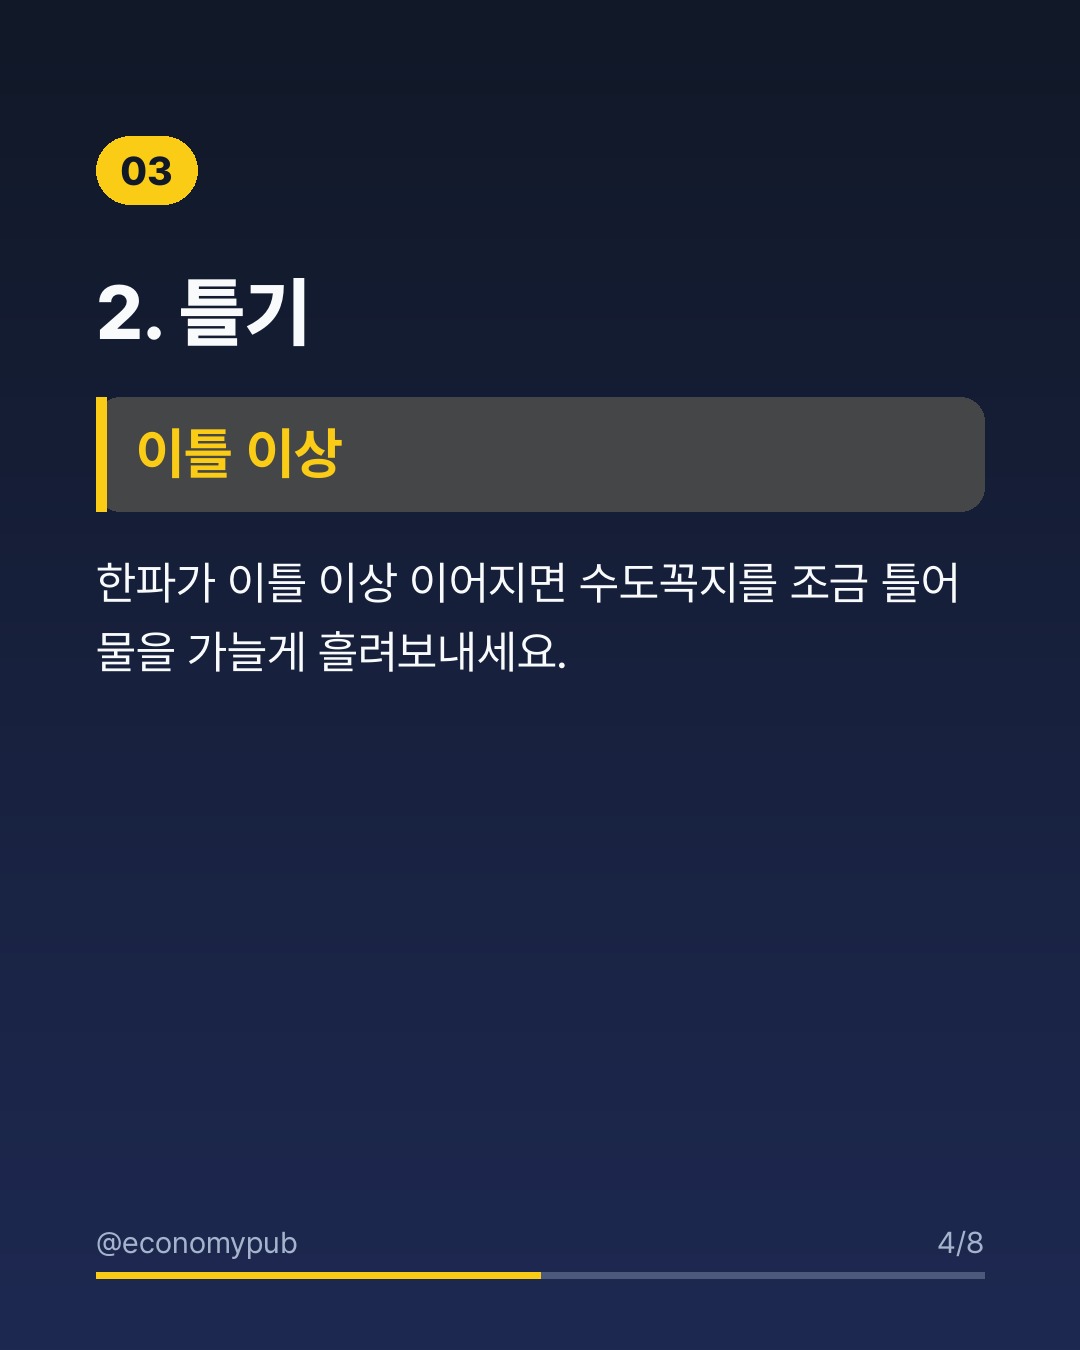 03
2. 틀기
이틀 이상
한파가 이틀 이상 이어지면 수도꼭지를 조금 틀어
물을 가늘게 흘려보내세요.
@economypub
4/8